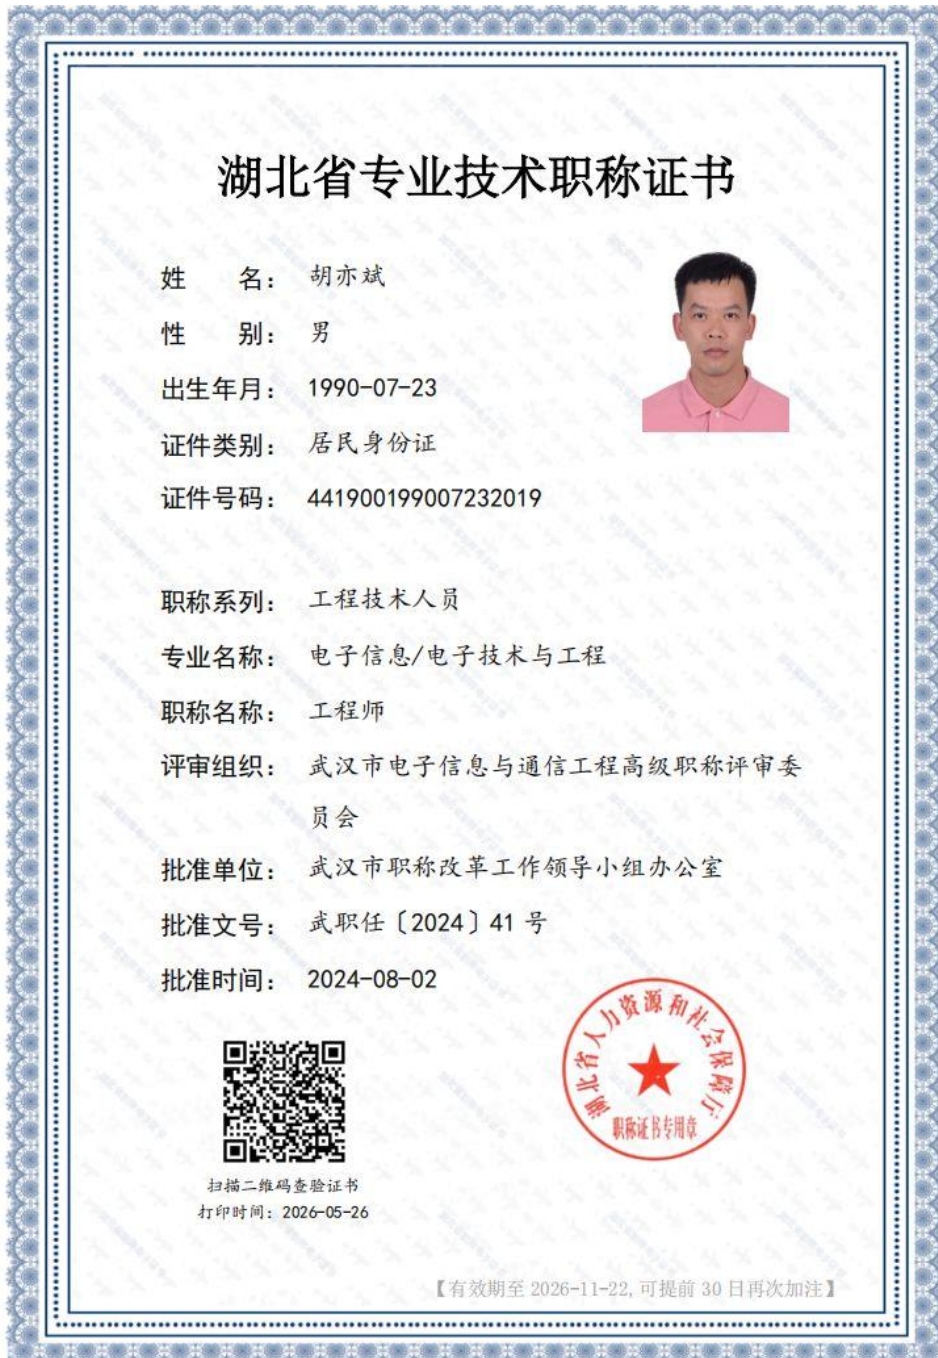 湖北省专业技术职称证书
姓　　名： 胡亦斌
性　　别： 男
出生年月： 1990-07-23
证件类别： 居民身份证
证件号码： 441900199007232019
职称系列： 工程技术人员
专业名称： 电子信息/电子技术与工程
职称名称： 工程师
评审组织： 武汉市电子信息与通信工程高级职称评审委
员会
批准单位： 武汉市职称改革工作领导小组办公室
批准文号： 武职任〔2024〕41 号
批准时间： 2024-08-02
湖北省人力资源和社会保障厅
职称证书专用章
扫描二维码查验证书
打印时间：2026-05-26
【有效期至 2026-11-22,可提前 30 日再次加注】